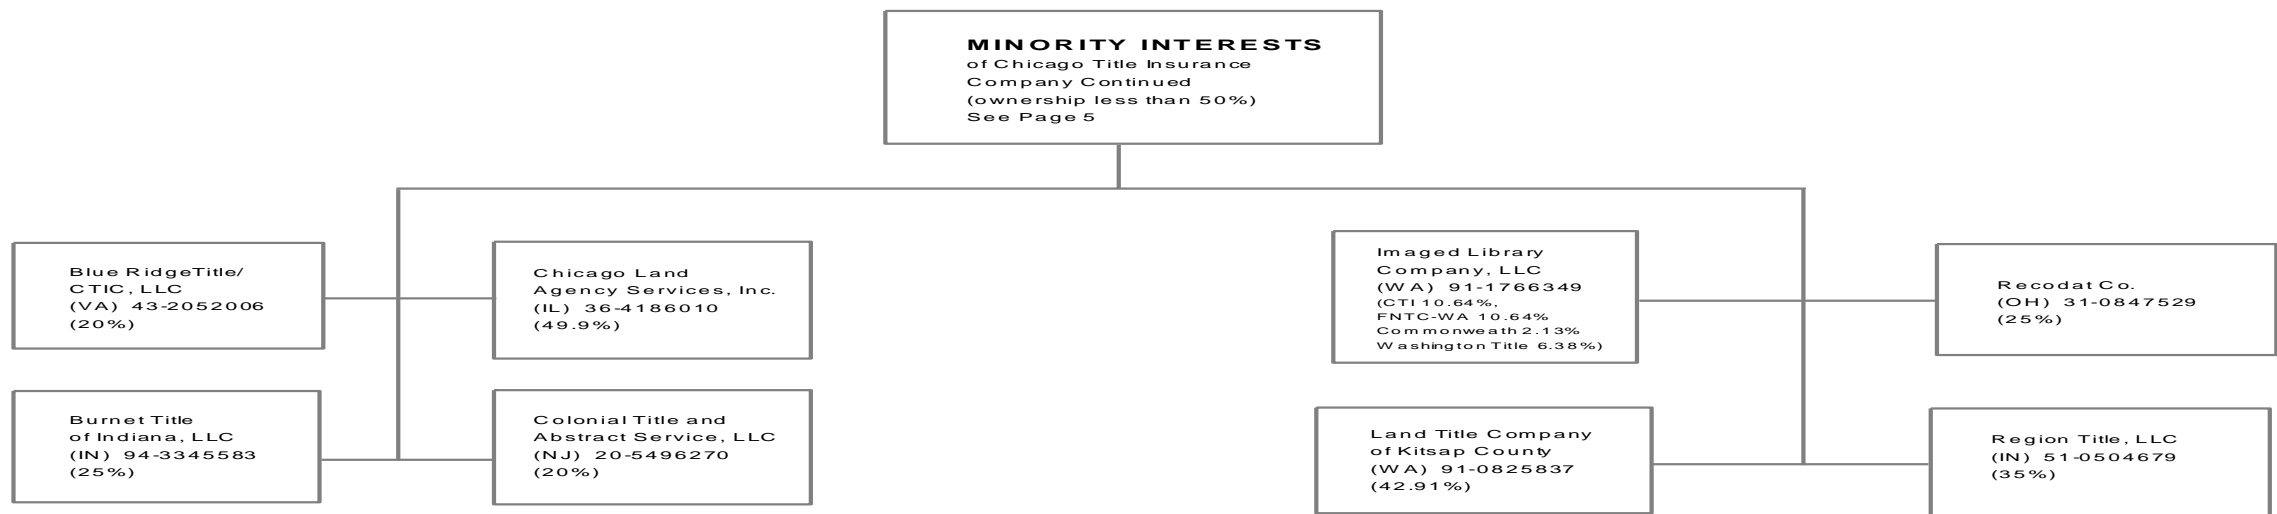 MINORITY INTERESTS
of Chicago Title Insurance
Company Continued
(ownership less than 50%)
See Page 5
Blue RidgeTitle/
CTIC, LLC
(VA) 43-2052006
(20%)
Chicago Land
Agency Services, Inc.
(IL) 36-4186010
(49.9%)
Imaged Library
Company, LLC
(WA) 91-1766349
(CTI 10.64%,
FNTC-WA 10.64%
Commonweath 2.13%
Washington Title 6.38%)
Recodat Co.
(OH) 31-0847529
(25%)
Burnet Title
of Indiana, LLC
(IN) 94-3345583
(25%)
Colonial Title and
Abstract Service, LLC
(NJ) 20-5496270
(20%)
Land Title Company
of Kitsap County
(WA) 91-0825837
(42.91%)
Region Title, LLC
(IN) 51-0504679
(35%)